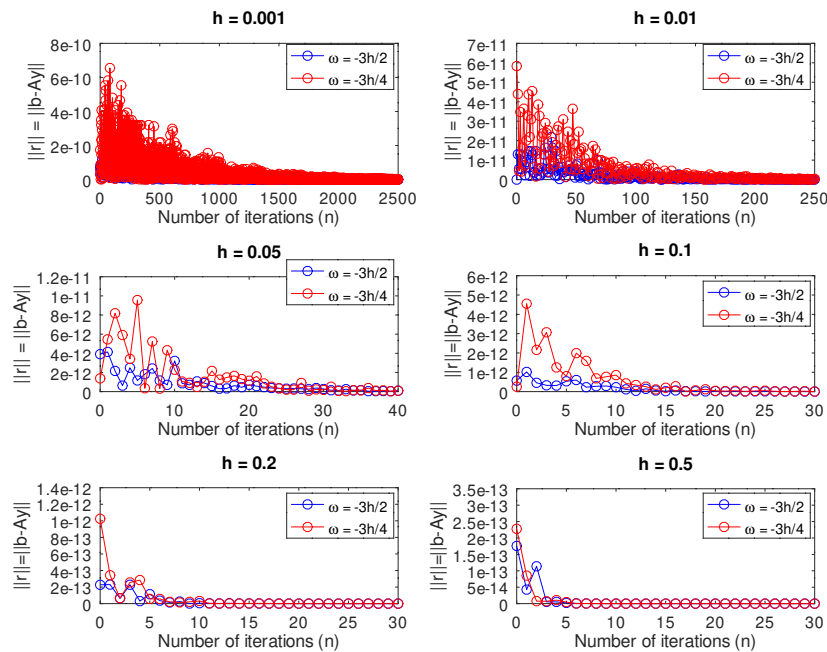 h = 0.001
||r|| = ||b-Ay||
8e-10
6e-10
4e-10
2e-10
0
0 500 1000 1500 2000 2500
Number of iterations (n)
ω = -3h/2
ω = -3h/4
h = 0.01
||r|| = ||b-Ay||
7e-11
6e-11
5e-11
4e-11
3e-11
2e-11
1e-11
0
0 50 100 150 200 250
Number of iterations (n)
ω = -3h/2
ω = -3h/4
h = 0.05
||r|| = ||b-Ay||
1.2e-11
1e-11
8e-12
6e-12
4e-12
2e-12
0
0 10 20 30 40
Number of iterations (n)
ω = -3h/2
ω = -3h/4
h = 0.1
||r||=||b-Ay||
6e-12
5e-12
4e-12
3e-12
2e-12
1e-12
0
0 5 10 15 20 25 30
Number of iterations (n)
ω = -3h/2
ω = -3h/4
h = 0.2
||r||=||b-Ay||
1.4e-12
1.2e-12
1e-12
8e-13
6e-13
4e-13
2e-13
0
0 5 10 15 20 25 30
Number of iterations (n)
ω = -3h/2
ω = -3h/4
h = 0.5
||r||=||b-Ay||
3.5e-13
3e-13
2.5e-13
2e-13
1.5e-13
1e-13
5e-14
0
0 5 10 15 20 25 30
Number of iterations (n)
ω = -3h/2
ω = -3h/4